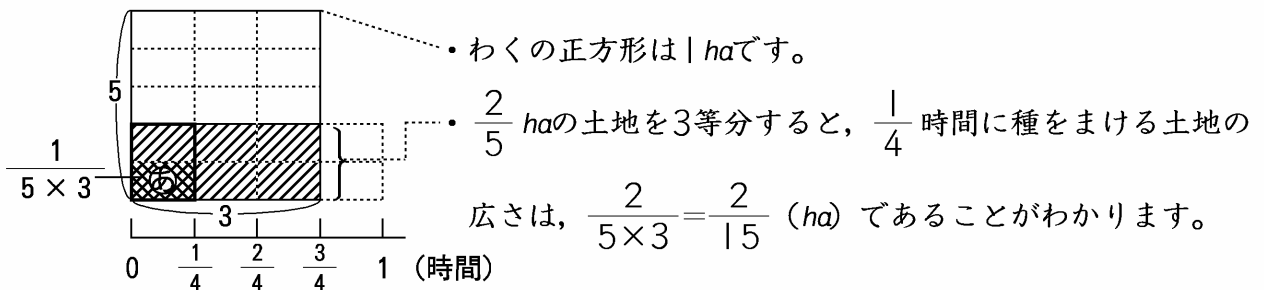 ・わくの正方形は1haです。
5
・2/5 haの土地を3等分すると，1/4 時間に種をまける土地の
1/(5 × 3)
あ
広さは，2/(5×3)=2/15（ha）であることがわかります。
3
0 1/4 2/4 3/4 1（時間）